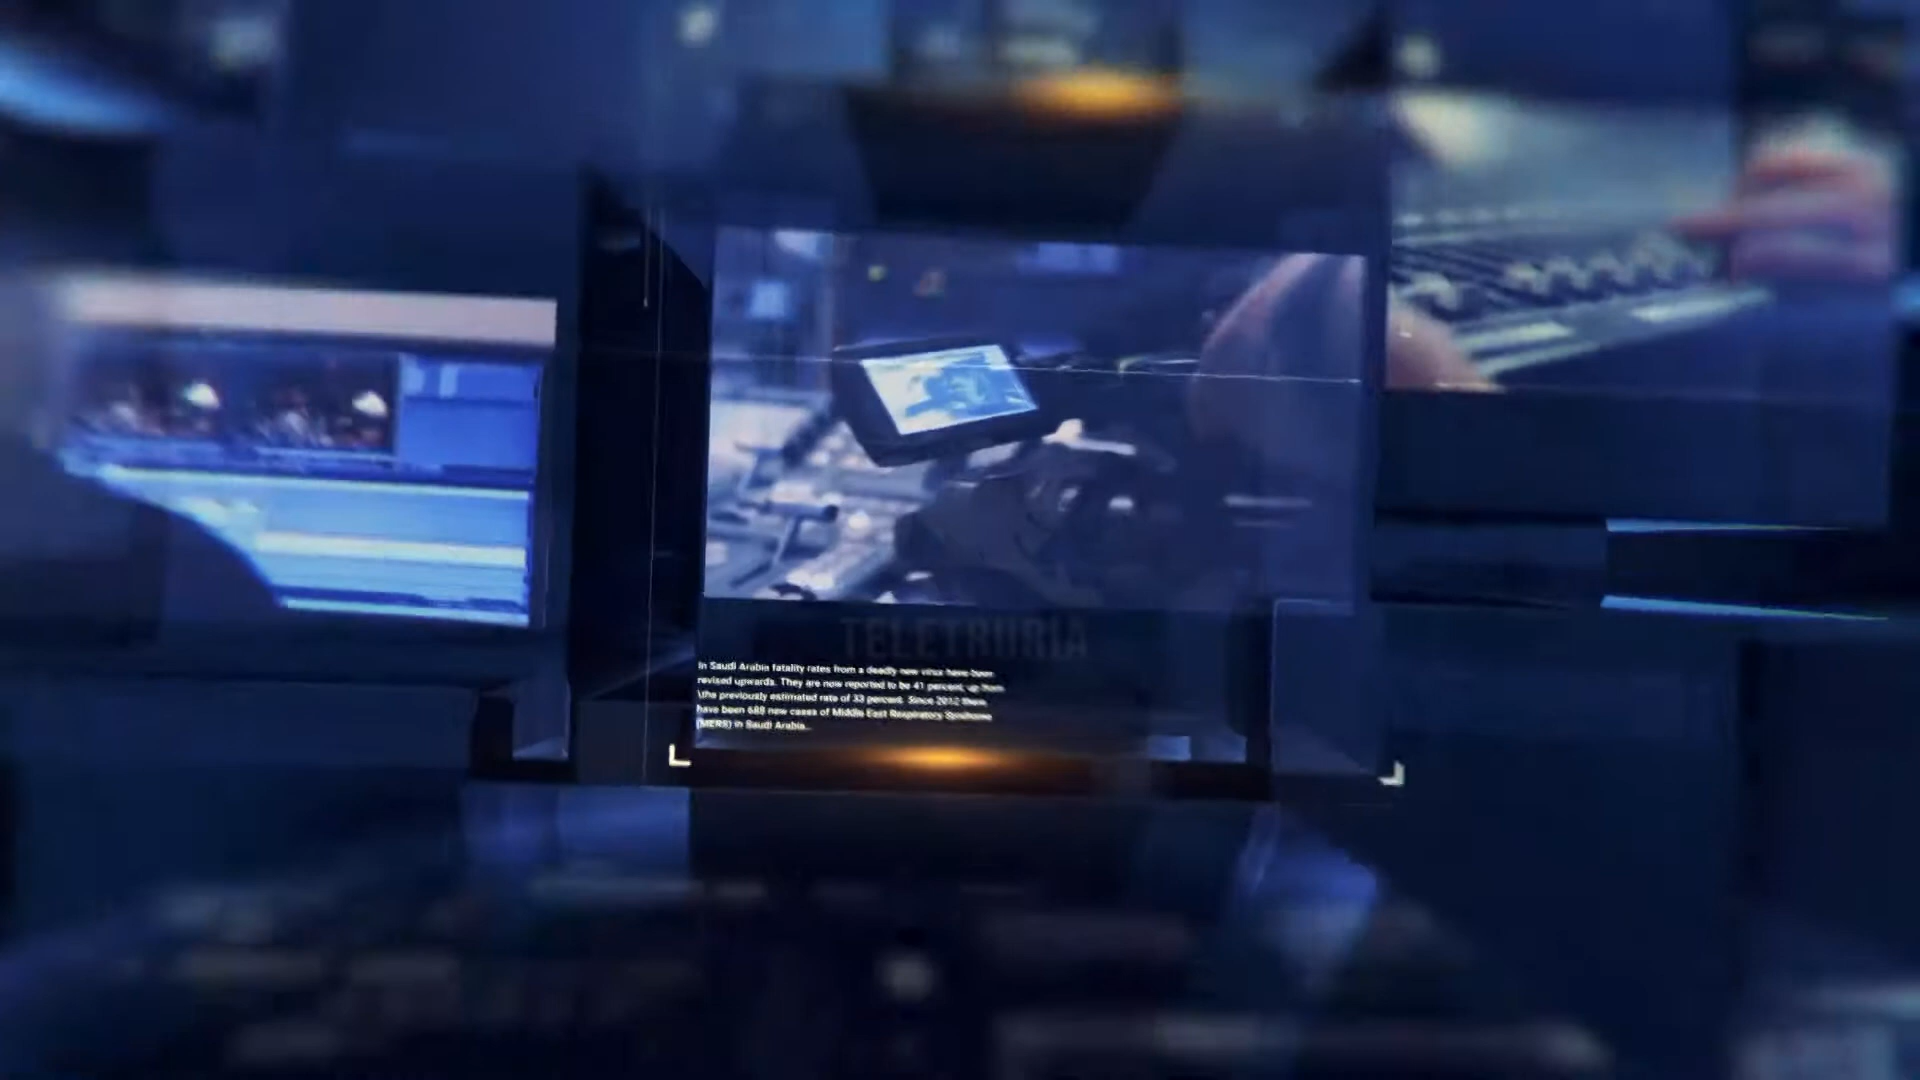 TELETRURIA
In Saudi Arabia fatality rates from a deadly new virus have been
revised upwards. They are now reported to be 41 percent, up from
\the previously estimated rate of 33 percent. Since 2012 there
have been 688 new cases of Middle East Respiratory Syndrome
(MERS) in Saudi Arabia...